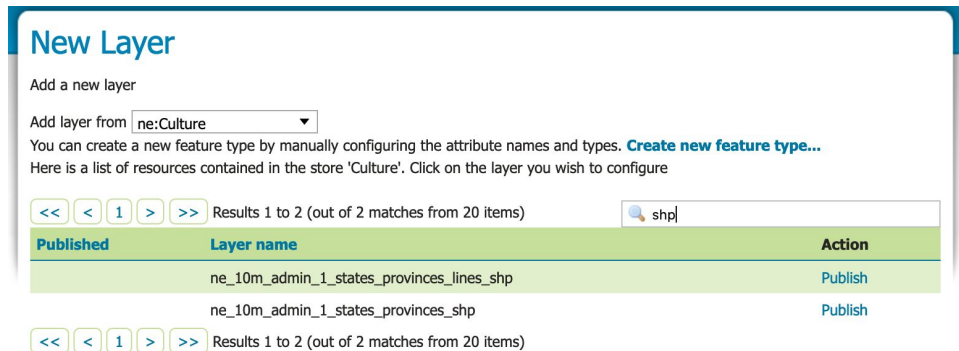 New Layer
Add a new layer
Add layer from ne:Culture
You can create a new feature type by manually configuring the attribute names and types. Create new feature type...
Here is a list of resources contained in the store 'Culture'. Click on the layer you wish to configure
<< < 1 > >> Results 1 to 2 (out of 2 matches from 20 items) shp
Published Layer name Action
ne_10m_admin_1_states_provinces_lines_shp Publish
ne_10m_admin_1_states_provinces_shp Publish
<< < 1 > >> Results 1 to 2 (out of 2 matches from 20 items)